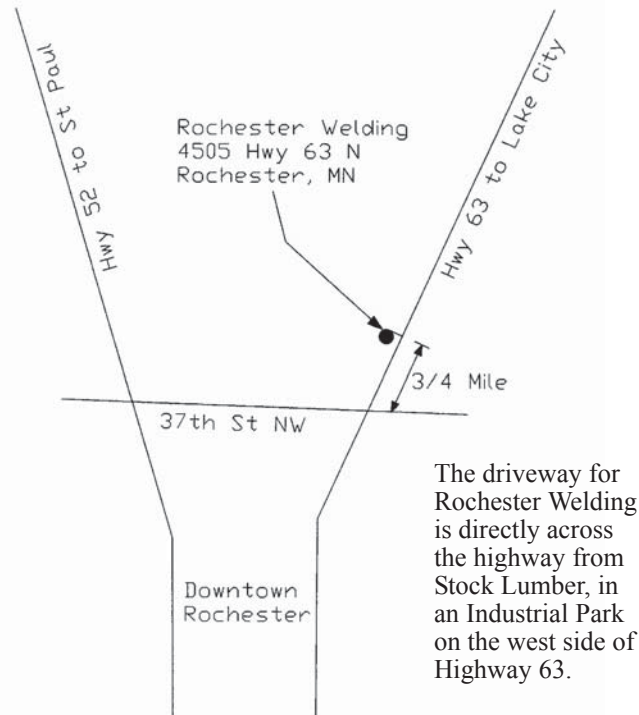 Hwy 52 to St Paul
Rochester Welding
4505 Hwy 63 N
Rochester, MN
Hwy 63 to Lake City
3/4 Mile
37th St NW
Downtown
Rochester
The driveway for
Rochester Welding
is directly across
the highway from
Stock Lumber, in
an Industrial Park
on the west side of
Highway 63.